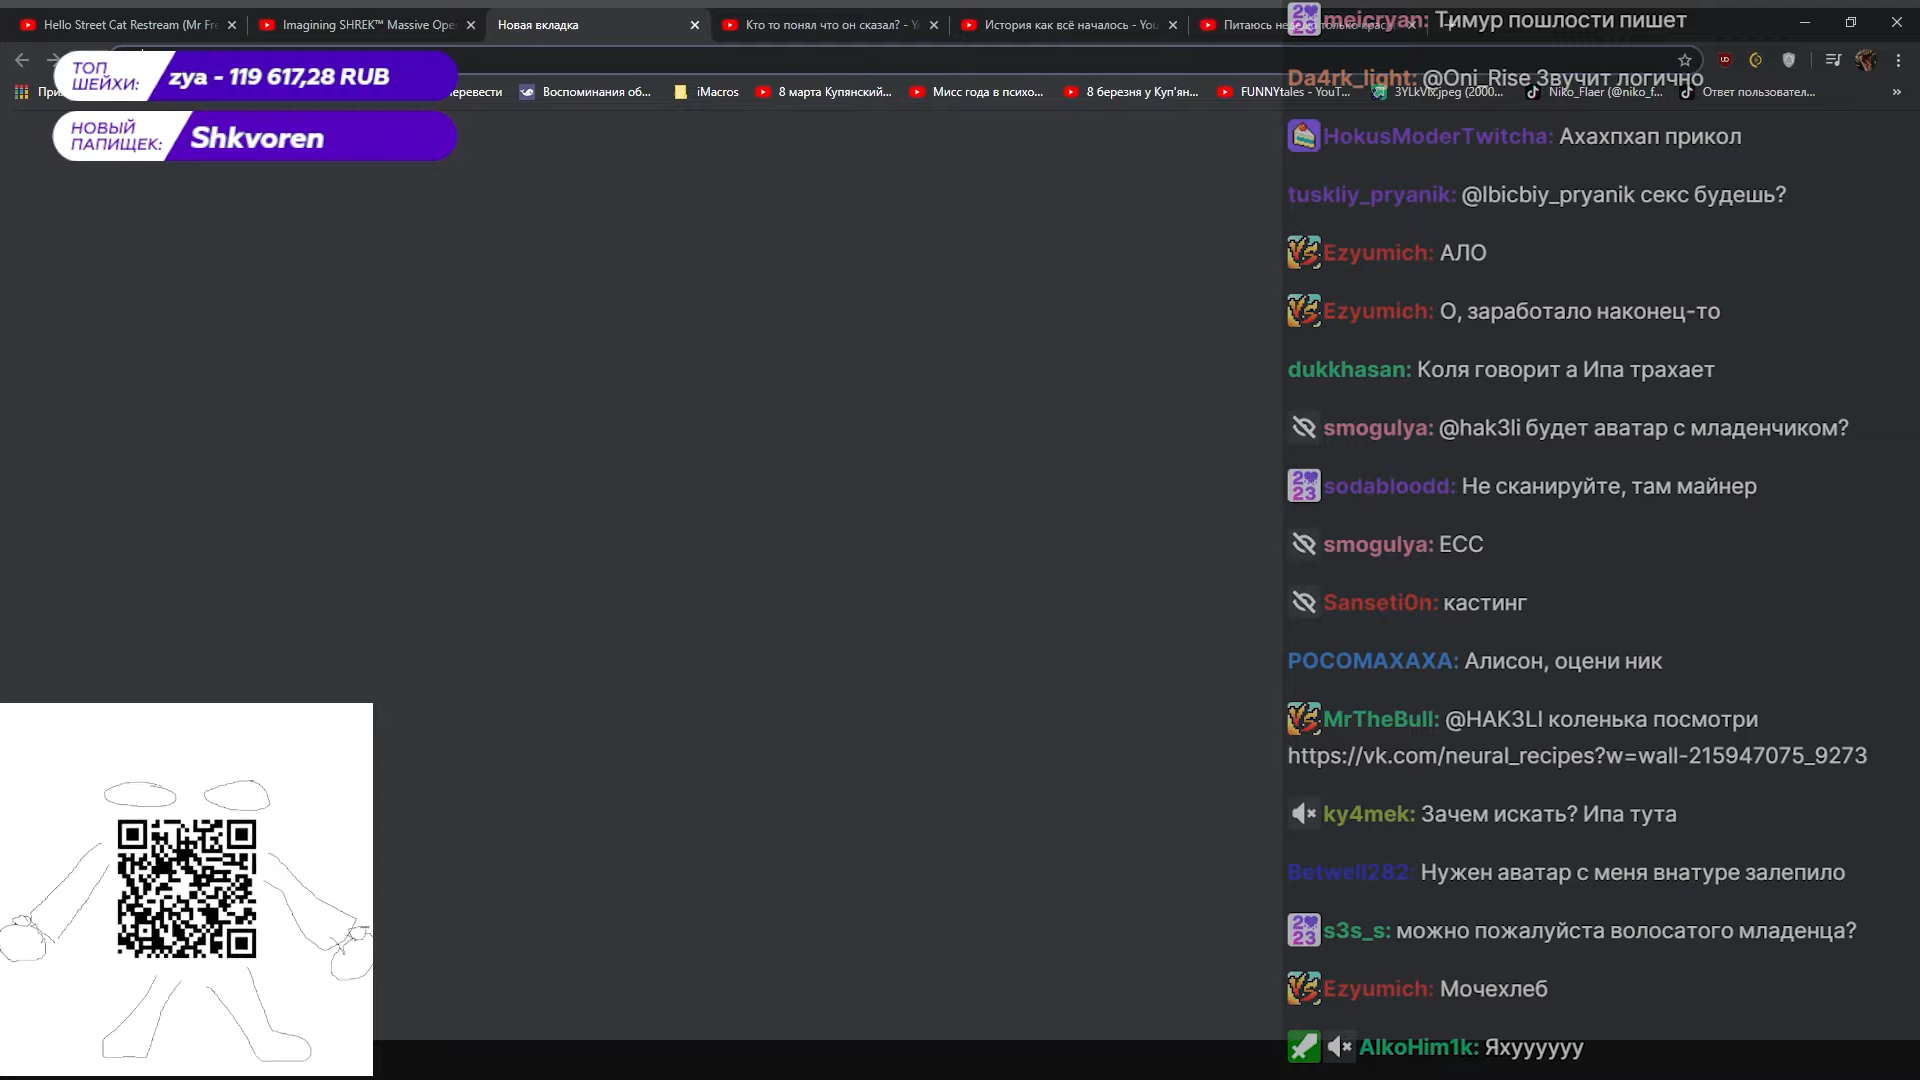 Hello Street Cat Restream (Mr Fre
Imagining SHREK™ Massive Ope
Новая вкладка
Кто то понял что он сказал? - Y
История как всё началось - You
Питаюсь
meicryan: Тимур пошлости пишет
ТОП
ШЕЙХИ:
zya - 119 617,28 RUB
Da4rk_light: @Oni_Rise Звучит логично
При
еревести
Воспоминания об...
iMacros
8 марта Купянский...
Мисс года в психо...
8 березня у Куп'ян...
FUNNYtales - YouT...
3YLkVix.jpeg (2000...
Niko_Flaer (@niko_f...
Ответ пользовател...
»
НОВЫЙ
ПАПИЩЕК:
Shkvoren
HokusModerTwitcha: Ахахпхап прикол
tuskliy_pryanik: @lbicbiy_pryanik секс будешь?
Ezyumich: АЛО
Ezyumich: О, заработало наконец-то
dukkhasan: Коля говорит а Ипа трахает
smogulya: @hak3li будет аватар с младенчиком?
2023
sodabloodd: Не сканируйте, там майнер
smogulya: ЕСС
Sanseti0n: кастинг
POCOMAXAXA: Алисон, оцени ник
MrTheBull: @HAK3LI коленька посмотри
https://vk.com/neural_recipes?w=wall-215947075_9273
ky4mek: Зачем искать? Ипа тута
Betwell282: Нужен аватар с меня внатуре залепило
2023
s3s_s: можно пожалуйста волосатого младенца?
Ezyumich: Мочехлеб
AlkoHim1k: Яхуууууу